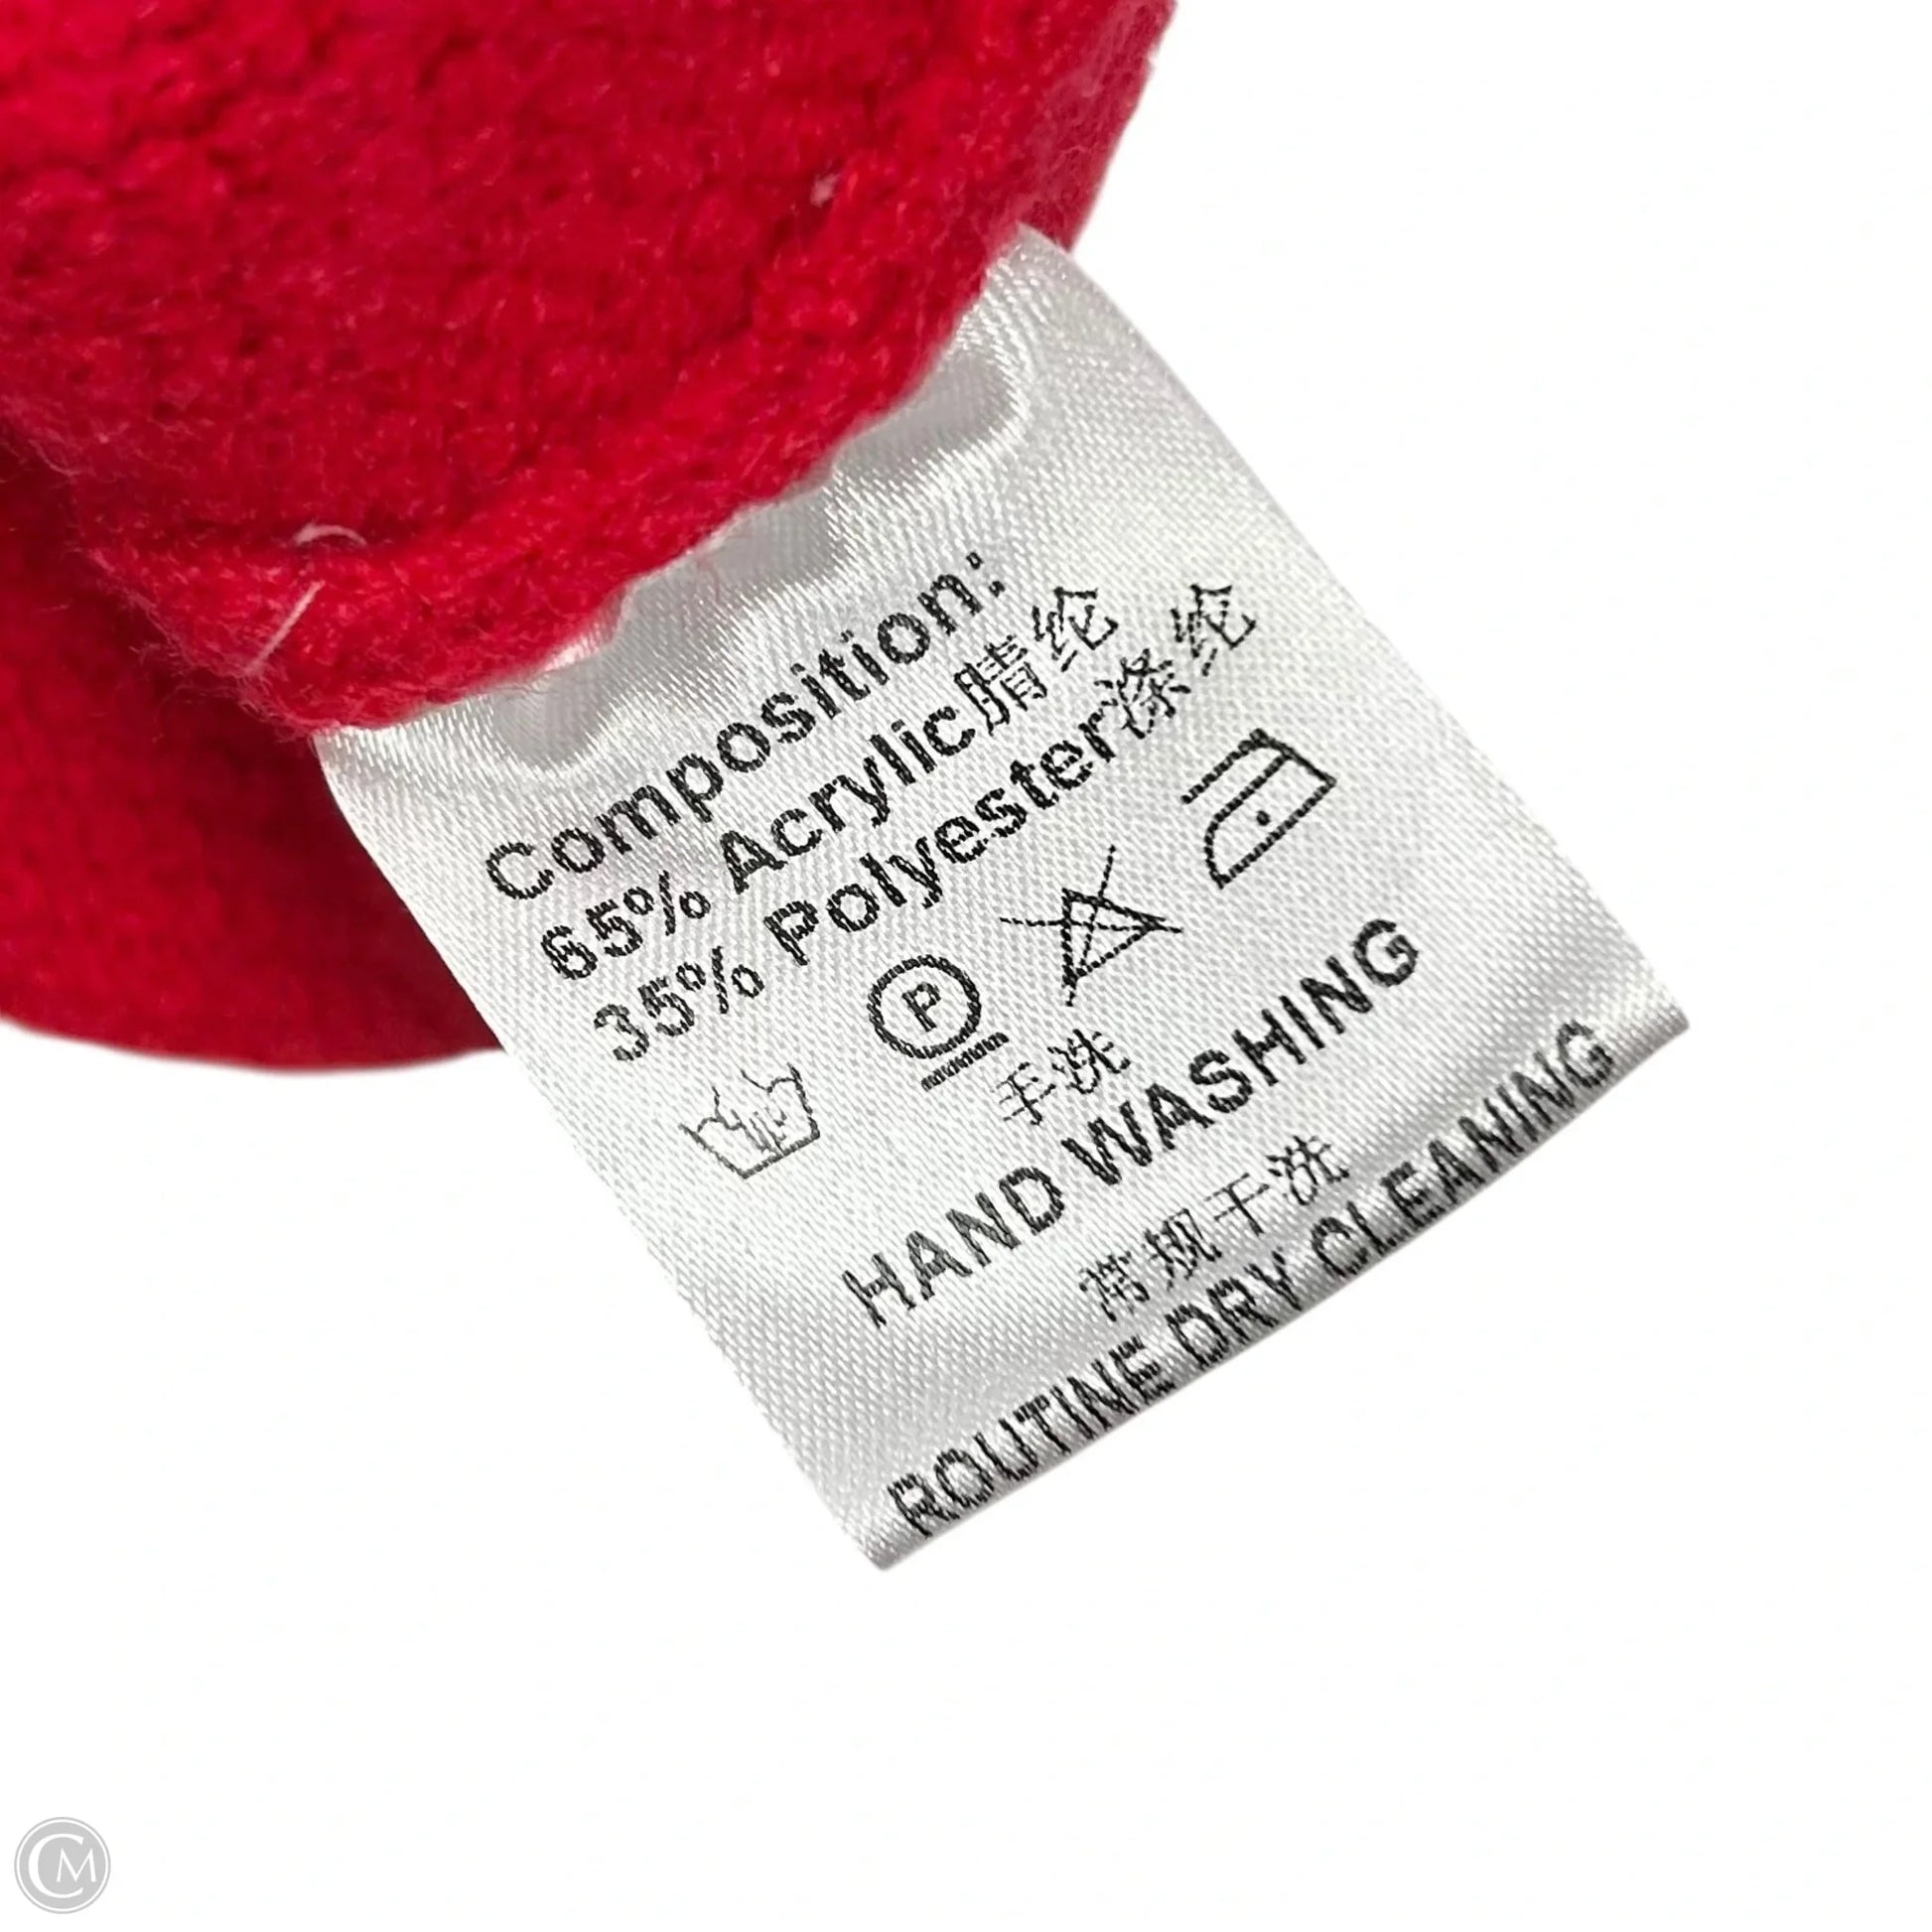 Composition:
65% Acrylic腈纶
35% Polyester涤纶
P
手洗
HAND WASHING
常规干洗
ROUTINE DRY CLEANING
CM